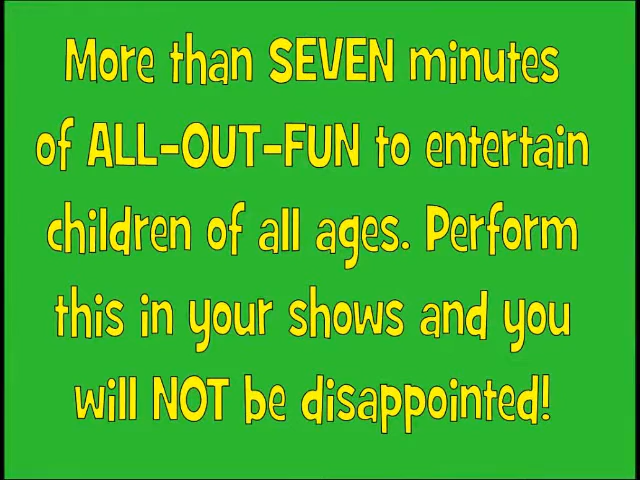 More than SEVEN minutes
of ALL-OUT-FUN to entertain
children of all ages. Perform
this in your shows and you
will NOT be disappointed!